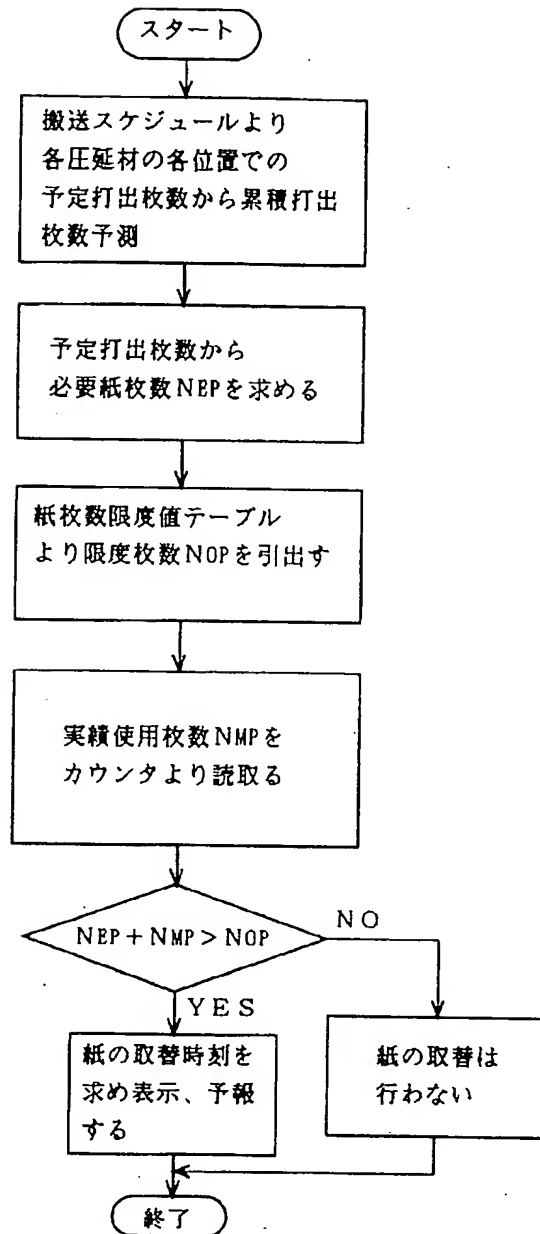 スタート
搬送スケジュールより
各圧延材の各位置での
予定打出枚数から累積打出
枚数予測
予定打出枚数から
必要紙枚数NEPを求める
紙枚数限度値テーブル
より限度枚数NOPを引出す
実績使用枚数NMPを
カウンタより読取る
NEP+NMP>NOP
NO
YES
紙の取替時刻を
求め表示、予報
する
紙の取替は
行わない
終了